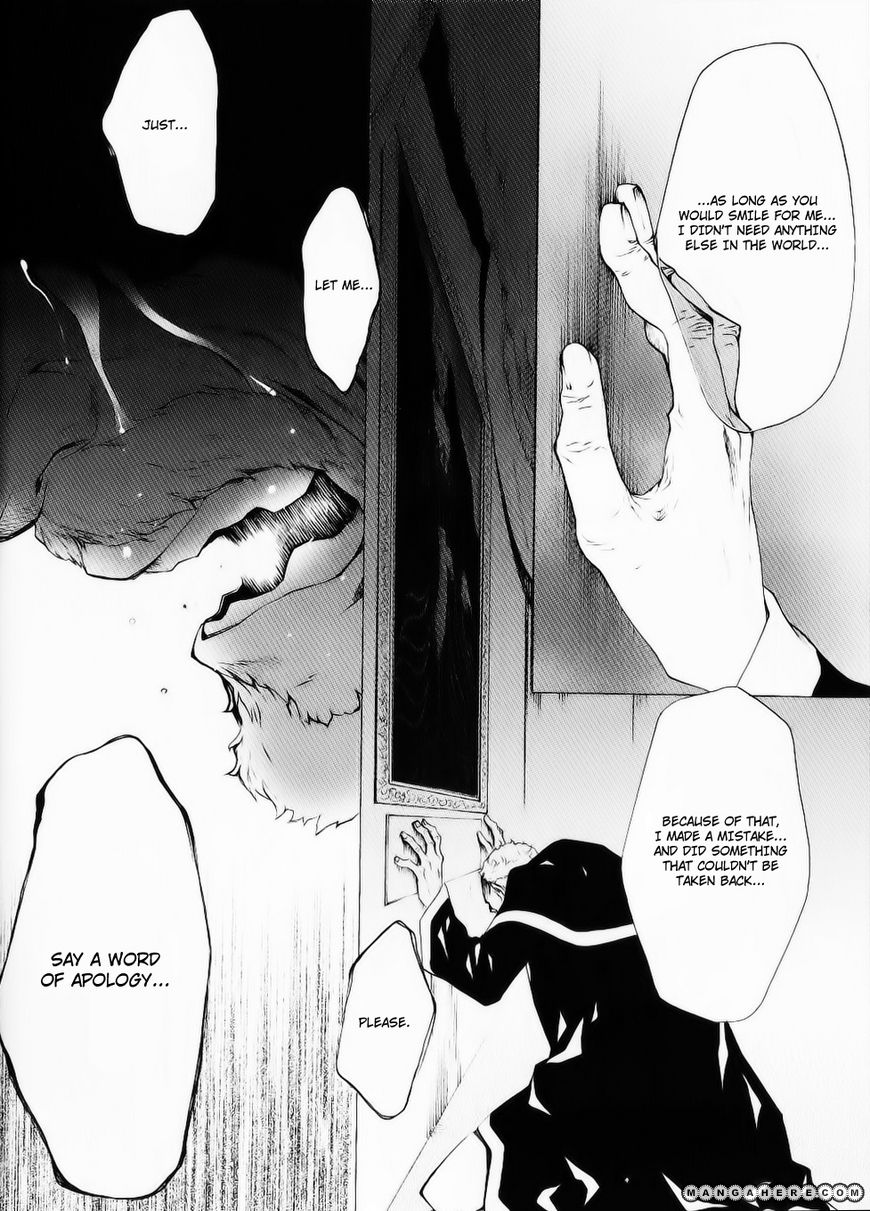 ...AS LONG AS YOU
WOULD SMILE FOR ME...
I DIDN'T NEED ANYTHING
ELSE IN THE WORLD...
BECAUSE OF THAT,
I MADE A MISTAKE...
AND DID SOMETHING
THAT COULDN'T BE
TAKEN BACK...
JUST...
LET ME...
SAY A WORD
OF APOLOGY...
PLEASE.
MANGAHERE.COM